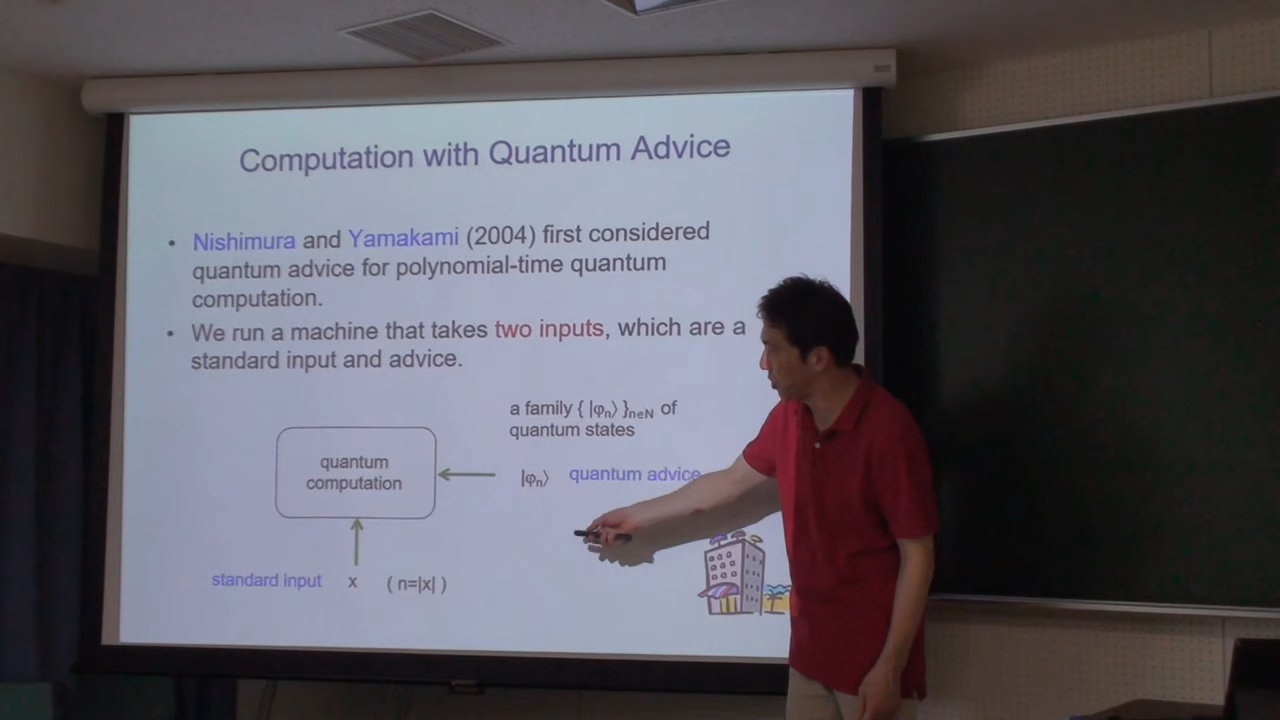 Computation with Quantum Advice
• Nishimura and Yamakami (2004) first considered
quantum advice for polynomial-time quantum
computation.
• We run a machine that takes two inputs, which are a
standard input and advice.
a family { |φₙ⟩ }ₙ∈N of
quantum states
quantum
computation
|φₙ⟩ quantum advice
standard input x ( n=|x| )